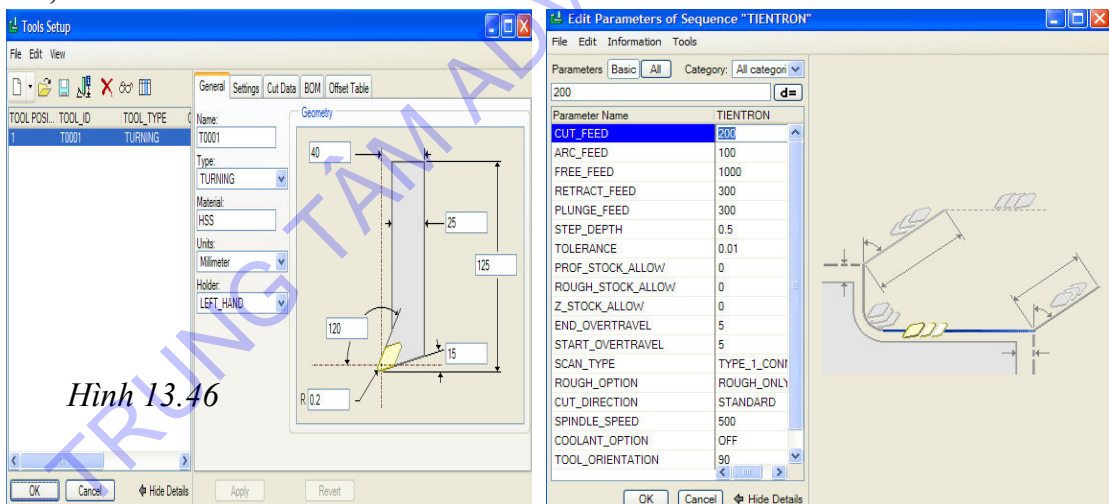 Tools Setup
File Edit View
TOOL POSI... TOOL_ID TOOL_TYPE
1 T0001 TURNING
General Settings Cut Data BOM Offset Table
Name:
T0001
Type:
TURNING
Material:
HSS
Units:
Millimeter
Holder:
LEFT_HAND
Geometry
40
25
125
120
15
R 0.2
Hình 13.46
OK Cancel Hide Details Apply Revert
Edit Parameters of Sequence "TIENTRON"
File Edit Information Tools
Parameters Basic All Category: All categori
200 d=
Parameter Name TIENTRON
CUT_FEED 200
ARC_FEED 100
FREE_FEED 1000
RETRACT_FEED 300
PLUNGE_FEED 300
STEP_DEPTH 0.5
TOLERANCE 0.01
PROF_STOCK_ALLOW 0
ROUGH_STOCK_ALLOW 0
Z_STOCK_ALLOW 0
END_OVERTRAVEL 5
START_OVERTRAVEL 5
SCAN_TYPE TYPE_1_CONN
ROUGH_OPTION ROUGH_ONLY
CUT_DIRECTION STANDARD
SPINDLE_SPEED 500
COOLANT_OPTION OFF
TOOL_ORIENTATION 90
OK Cancel Hide Details
TRUNG TÂM ADV